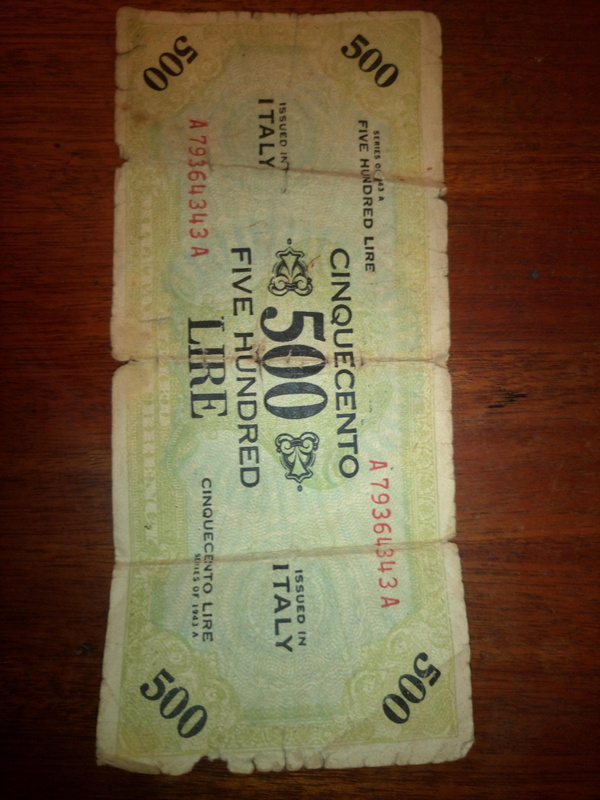 500
500
SERIES OF 1943 A
FIVE HUNDRED LIRE
ISSUED IN
ITALY
A 79364343 A
CINQUECENTO
500
FIVE HUNDRED
LIRE
A 79364343 A
ISSUED IN
ITALY
CINQUECENTO LIRE
SERIES OF 1943 A
500
500